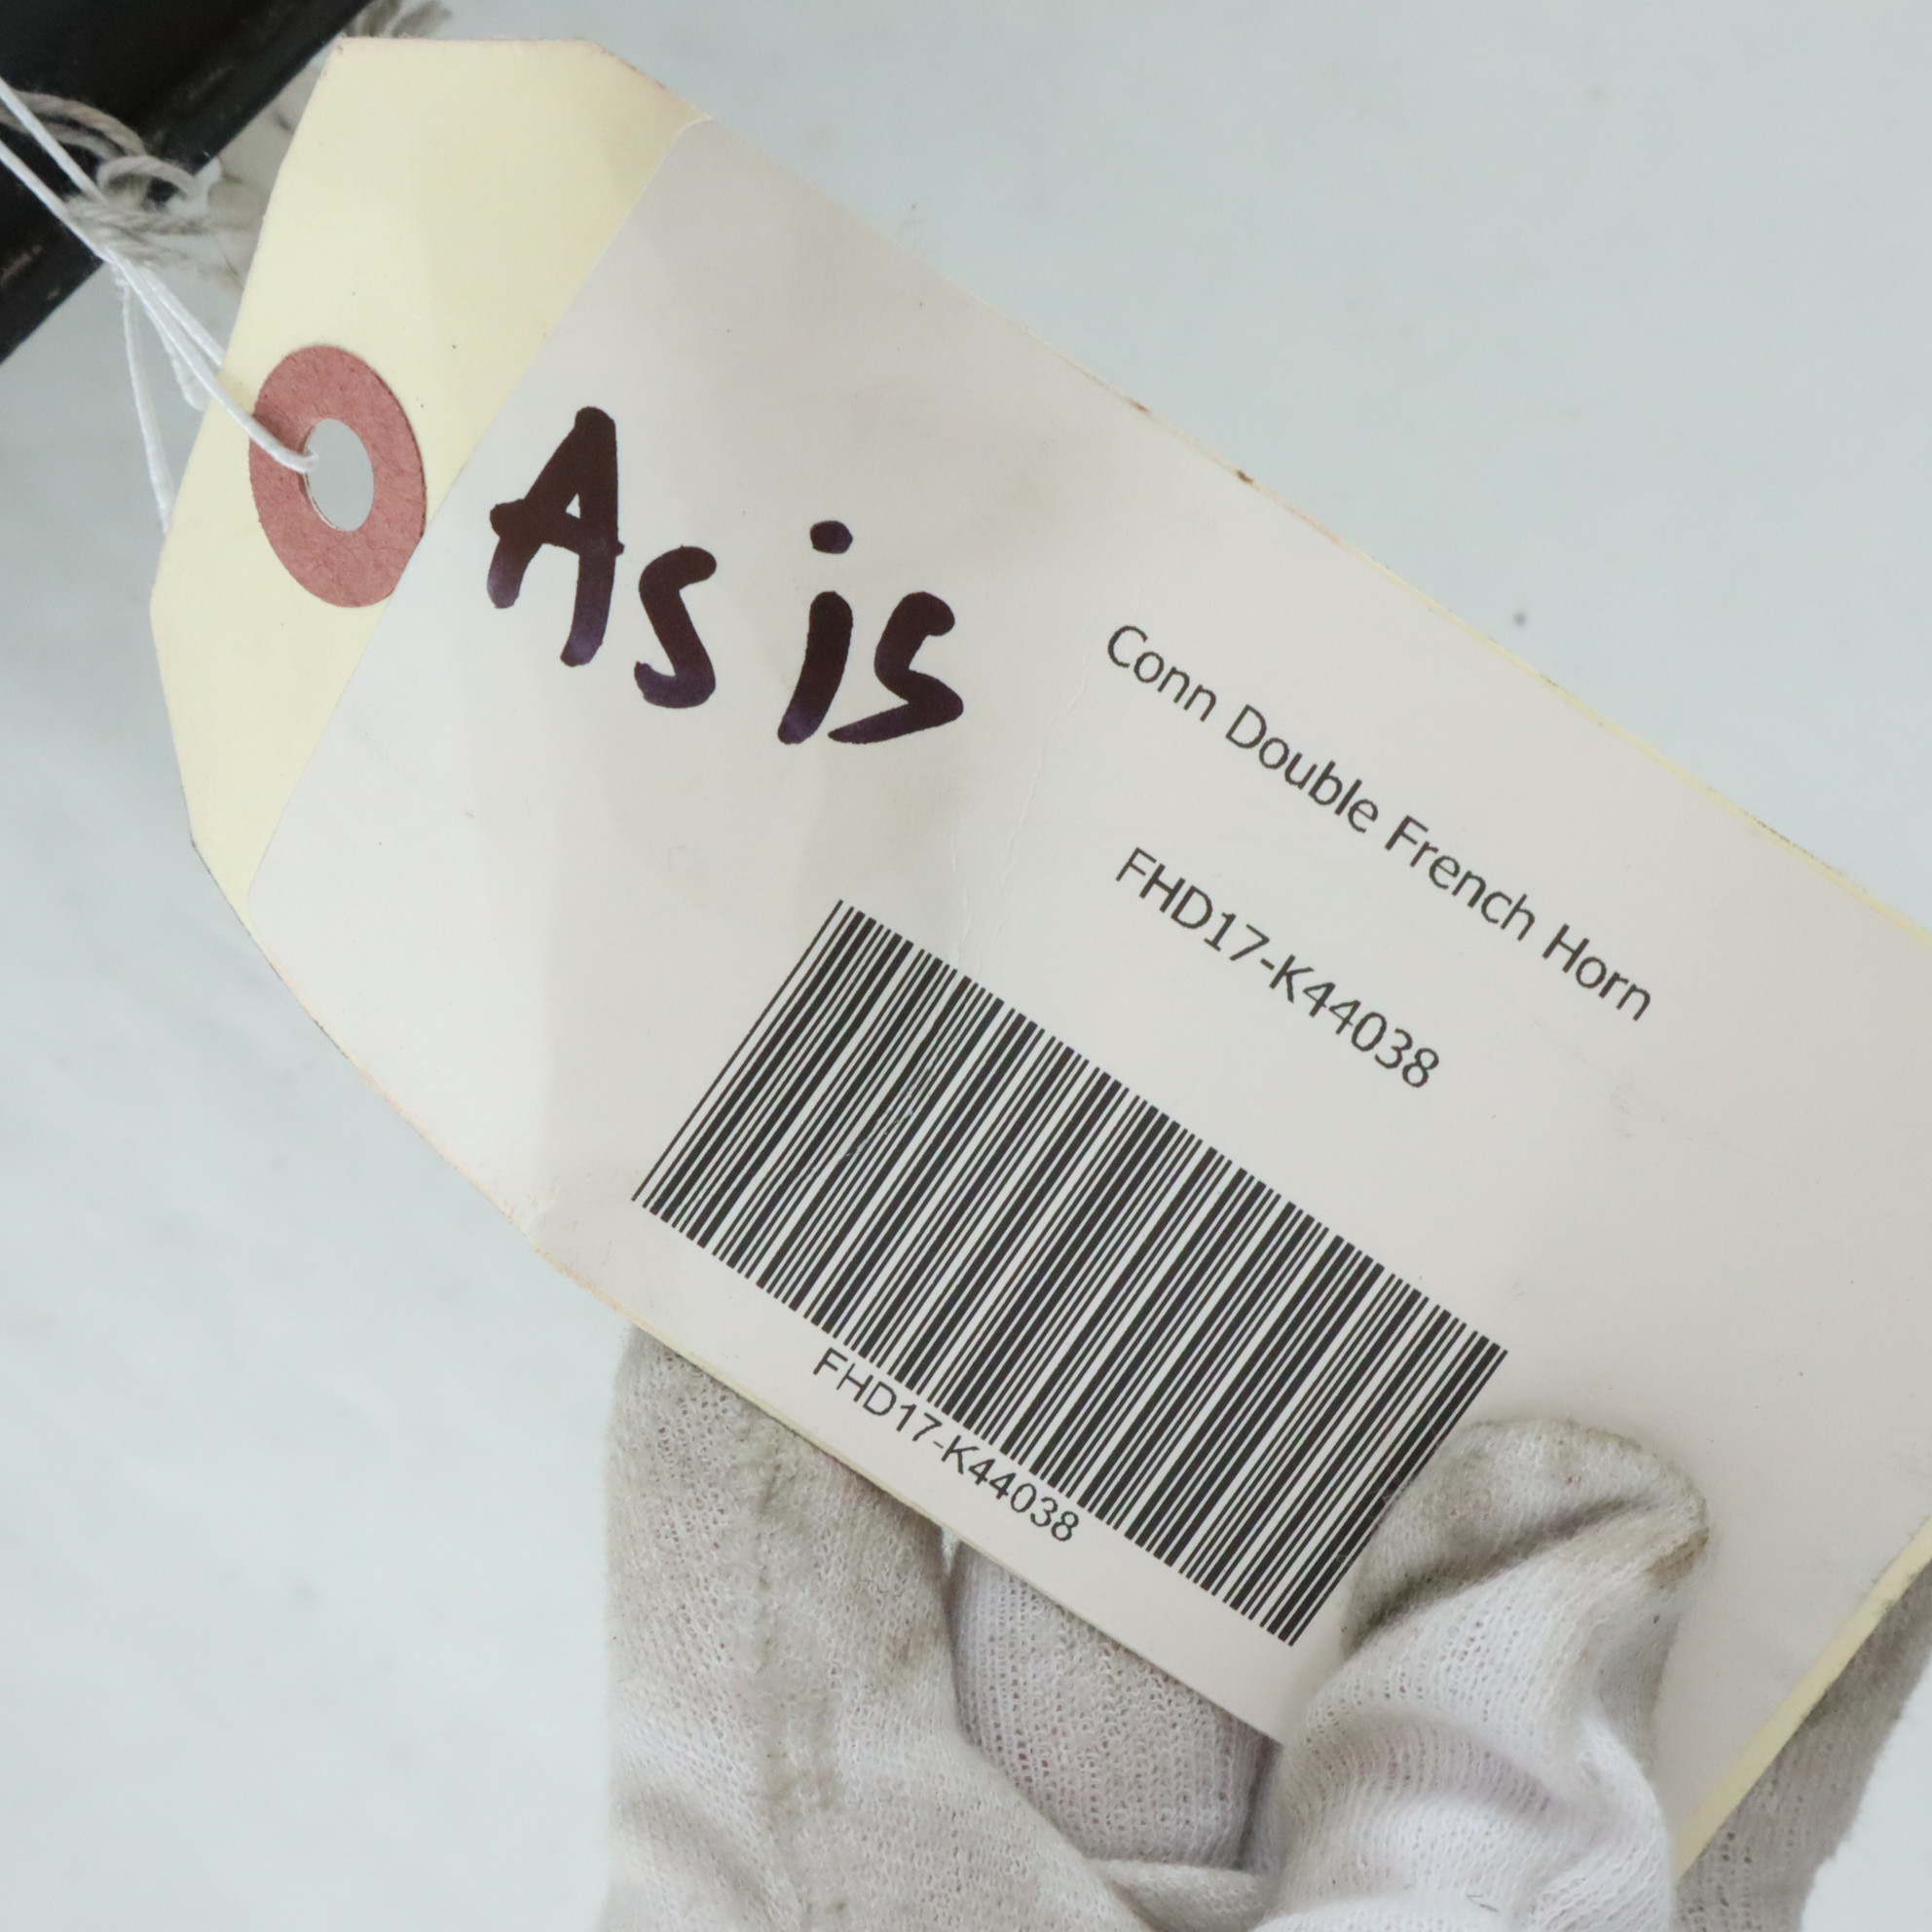 As is
Conn Double French Horn
FHD17-K44038
FHD17-K44038